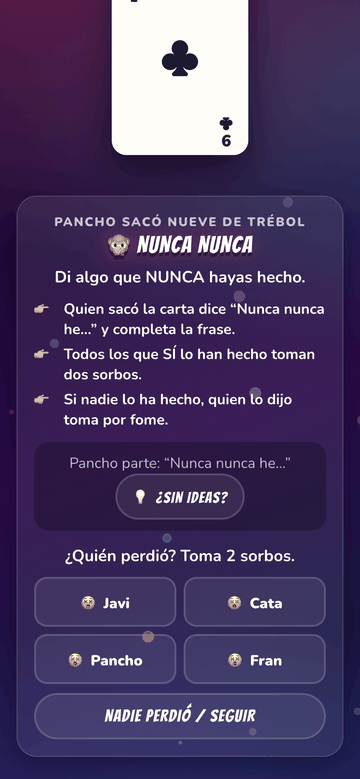 9
PANCHO SACÓ NUEVE DE TRÉBOL
NUNCA NUNCA
Di algo que NUNCA hayas hecho.
Quien sacó la carta dice “Nunca nunca
he...” y completa la frase.
Todos los que SÍ lo han hecho toman
dos sorbos.
Si nadie lo ha hecho, quien lo dijo
toma por fome.
Pancho parte: “Nunca nunca he...”
¿SIN IDEAS?
¿Quién perdió? Toma 2 sorbos.
Javi
Cata
Pancho
Fran
NADIE PERDIÓ / SEGUIR